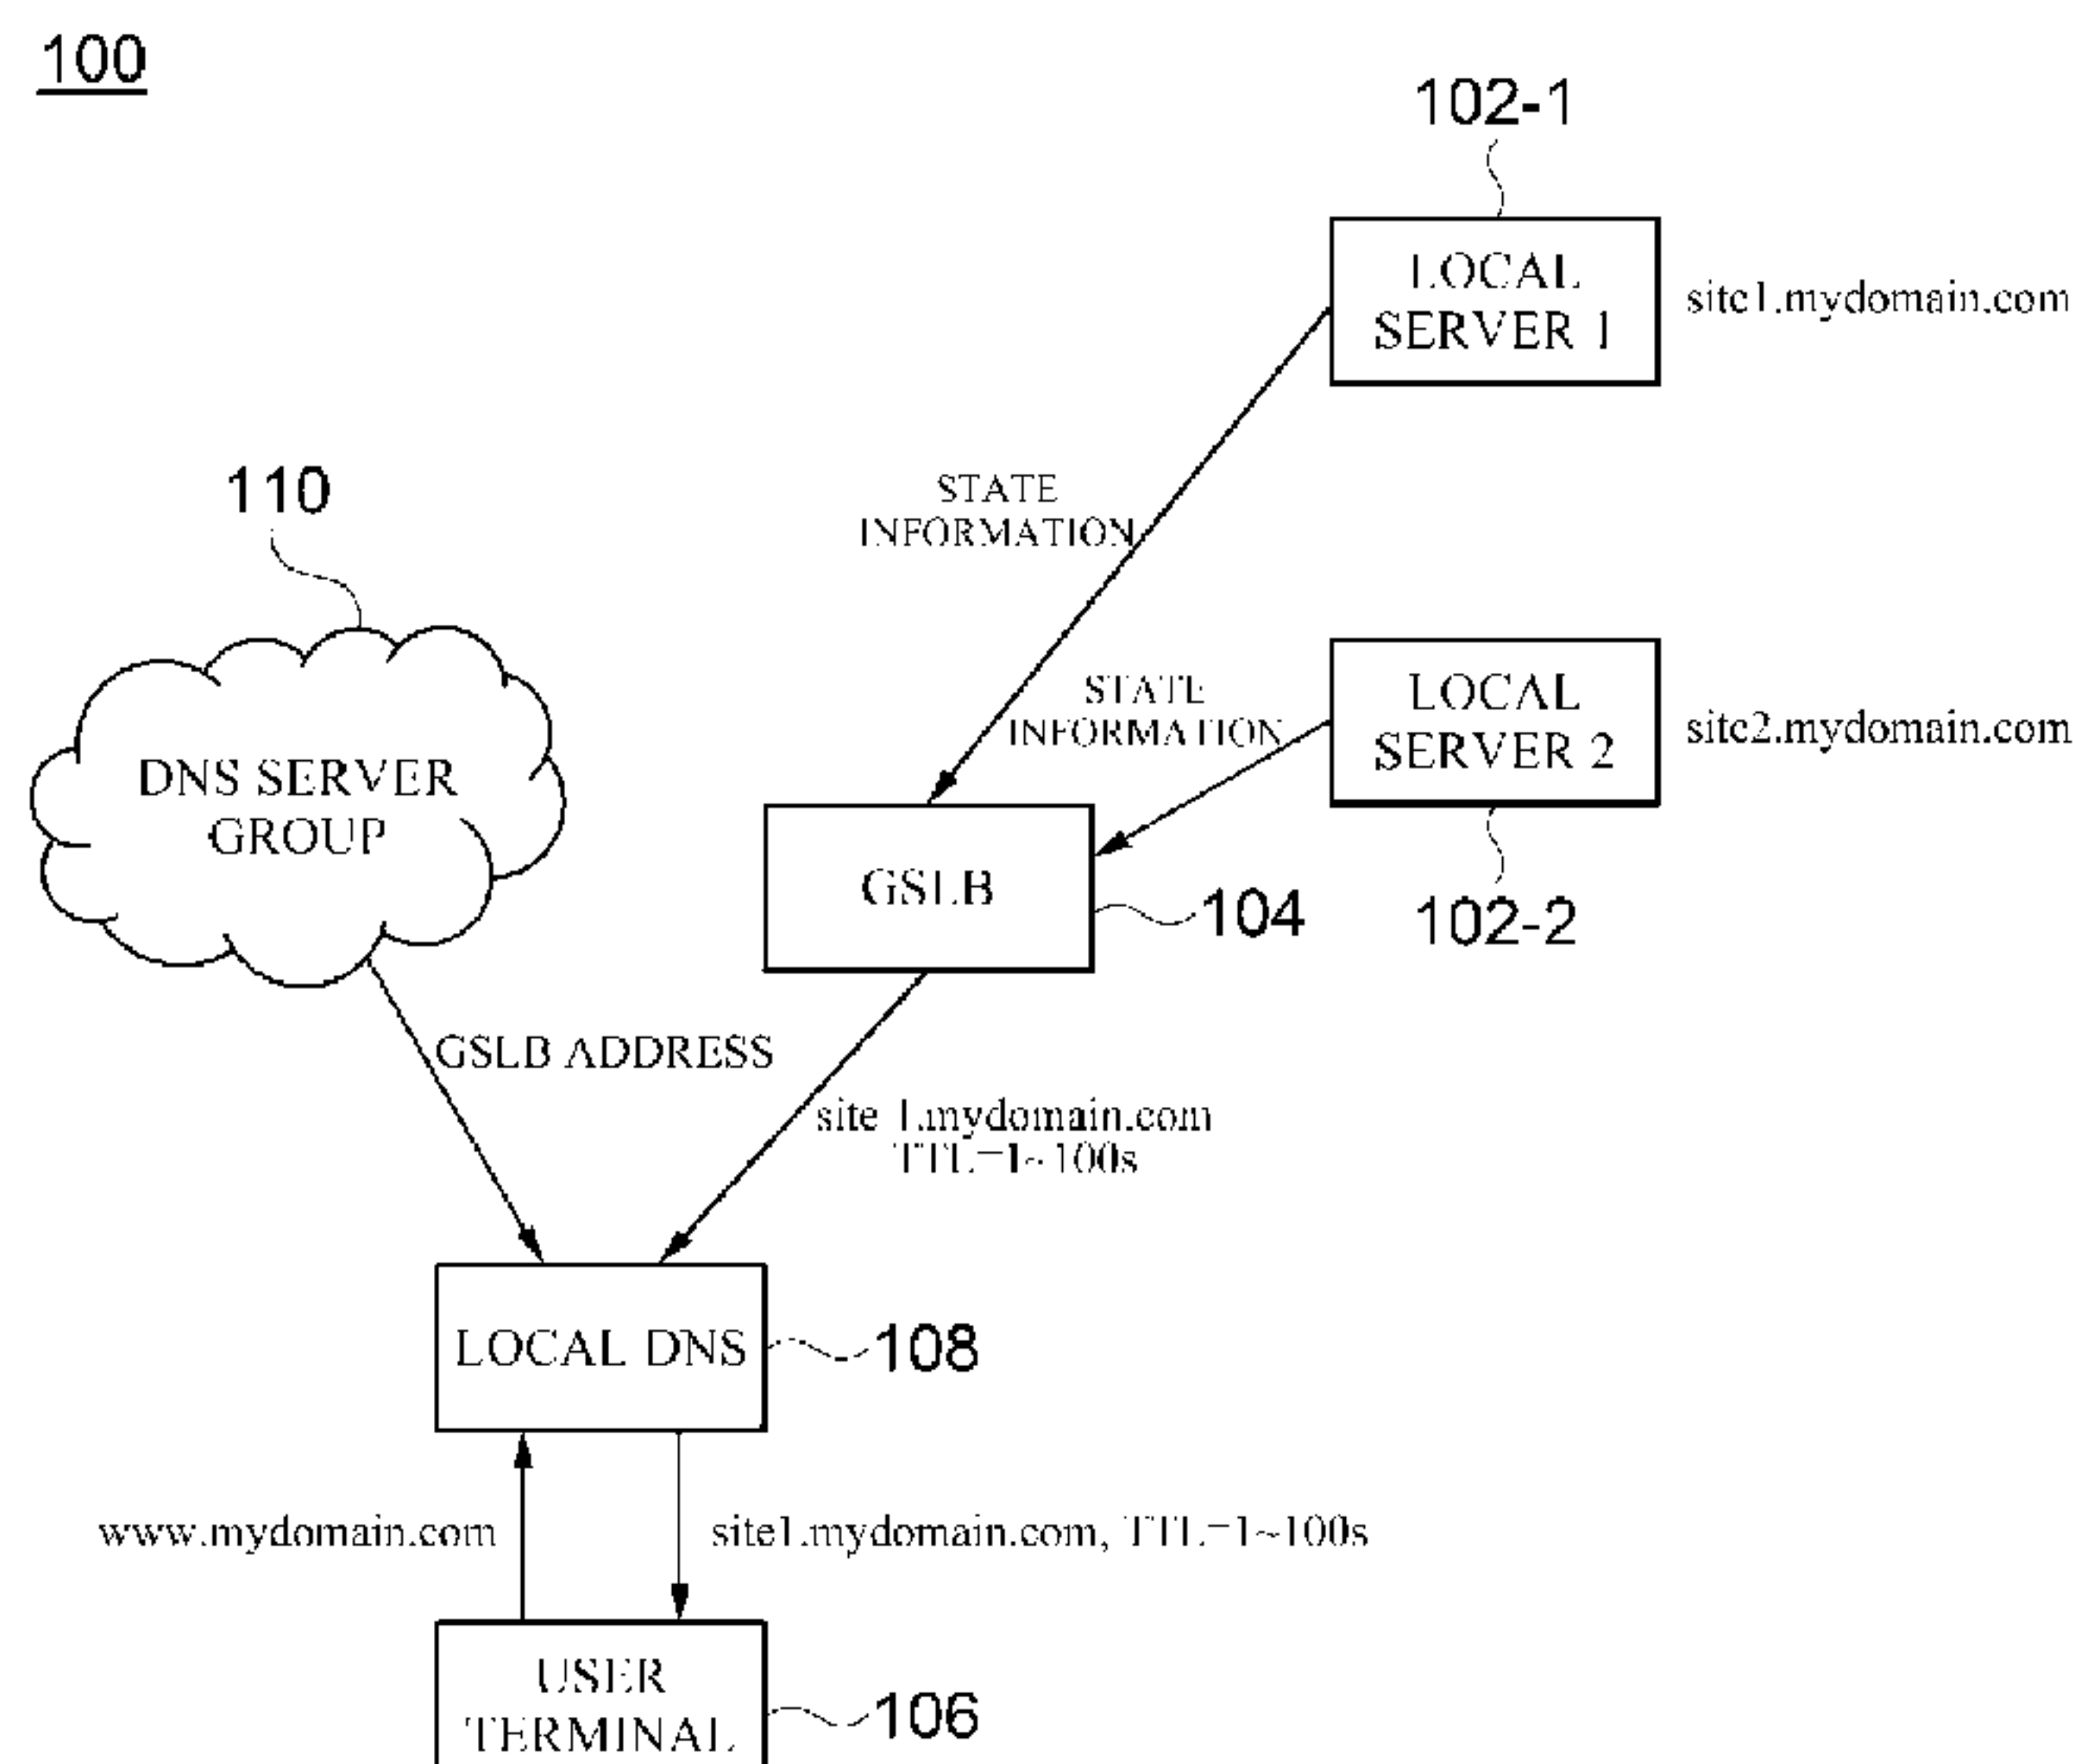 100
102-1
LOCAL
SERVER 1
site1.mydomain.com
STATE
INFORMATION
110
DNS SERVER
GROUP
STATE
INFORMATION
LOCAL
SERVER 2
site2.mydomain.com
GSLB
104
102-2
GSLB ADDRESS
site 1.mydomain.com
TTL=1~100s
LOCAL DNS
108
www.mydomain.com
site1.mydomain.com, TTL=1~100s
USER
TERMINAL
106